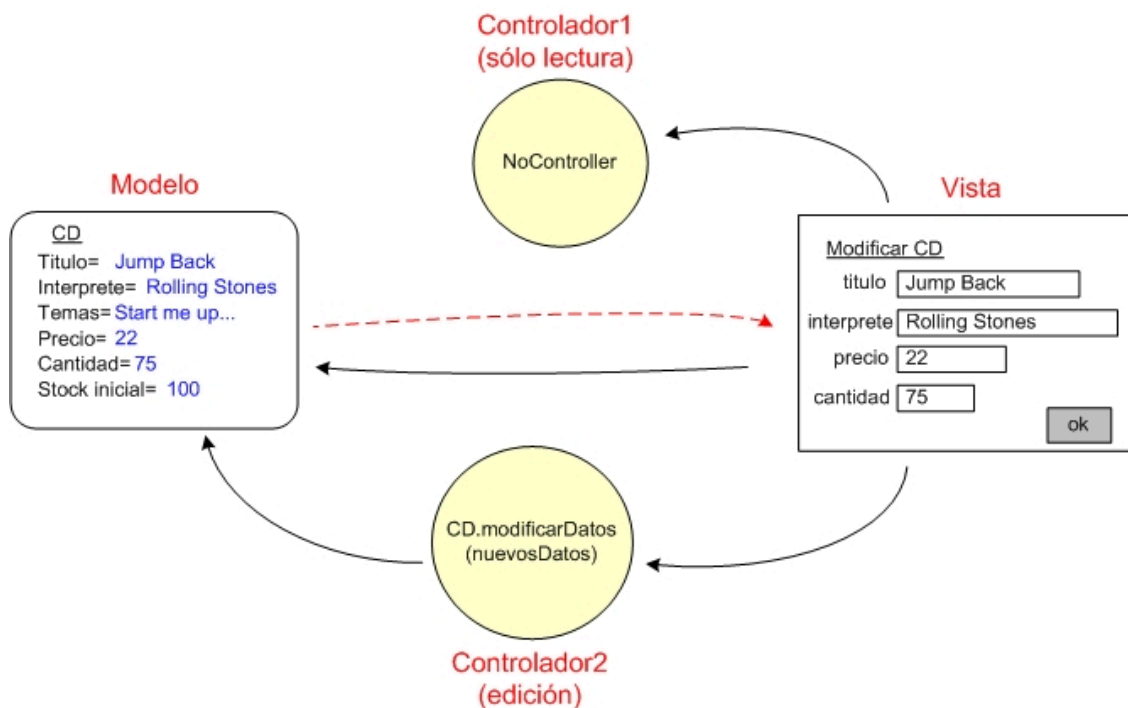 Controlador1
(sólo lectura)
NoController
Modelo
CD
Titulo= Jump Back
Interprete= Rolling Stones
Temas= Start me up...
Precio= 22
Cantidad= 75
Stock inicial= 100
Vista
Modificar CD
titulo Jump Back
interprete Rolling Stones
precio 22
cantidad 75
ok
CD.modificarDatos
(nuevosDatos)
Controlador2
(edición)